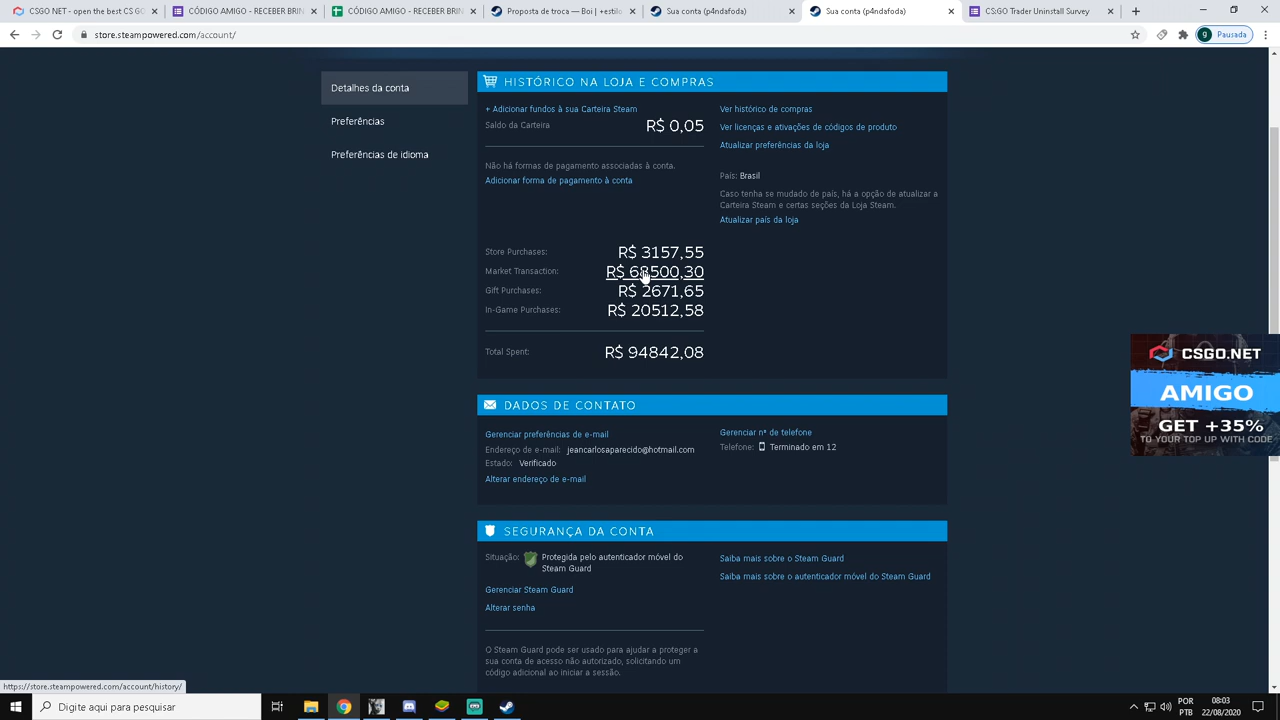 CSGO NET - open the best CS GO
CÓDIGO AMIGO - RECEBER BRIN
CÓDIGO AMIGO - RECEBER BRIN
Proposta de troca — Boi | +estilo
Sua conta (p4ndafoda)
Sua conta (p4ndafoda)
CS:GO Trader Uninstall Survey
store.steampowered.com/account/
g Pausada
Detalhes da conta
Preferências
Preferências de idioma
HISTÓRICO NA LOJA E COMPRAS
+ Adicionar fundos à sua Carteira Steam
Saldo da Carteira R$ 0,05
Não há formas de pagamento associadas à conta.
Adicionar forma de pagamento à conta
Ver histórico de compras
Ver licenças e ativações de códigos de produto
Atualizar preferências da loja
País: Brasil
Caso tenha se mudado de país, há a opção de atualizar a
Carteira Steam e certas seções da Loja Steam.
Atualizar país da loja
Store Purchases: R$ 3157,55
Market Transaction: R$ 68500,30
Gift Purchases: R$ 2671,65
In-Game Purchases: R$ 20512,58
Total Spent: R$ 94842,08
CSGO.NET
AMIGO
GET +35%
TO YOUR TOP UP WITH CODE
DADOS DE CONTATO
Gerenciar preferências de e-mail
Endereço de e-mail: jeancarlosaparecido@hotmail.com
Estado: Verificado
Alterar endereço de e-mail
Gerenciar nº de telefone
Telefone: Terminado em 12
SEGURANÇA DA CONTA
Situação: Protegida pelo autenticador móvel do
Steam Guard
Gerenciar Steam Guard
Alterar senha
Saiba mais sobre o Steam Guard
Saiba mais sobre o autenticador móvel do Steam Guard
O Steam Guard pode ser usado para ajudar a proteger a
sua conta de acesso não autorizado, solicitando um
código adicional ao iniciar a sessão.
https://store.steampowered.com/account/history/
Digite aqui para pesquisar
POR
PTB
08:03
22/08/2020